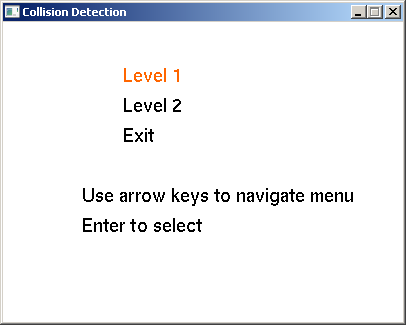 Collision Detection
Level 1
Level 2
Exit
Use arrow keys to navigate menu
Enter to select